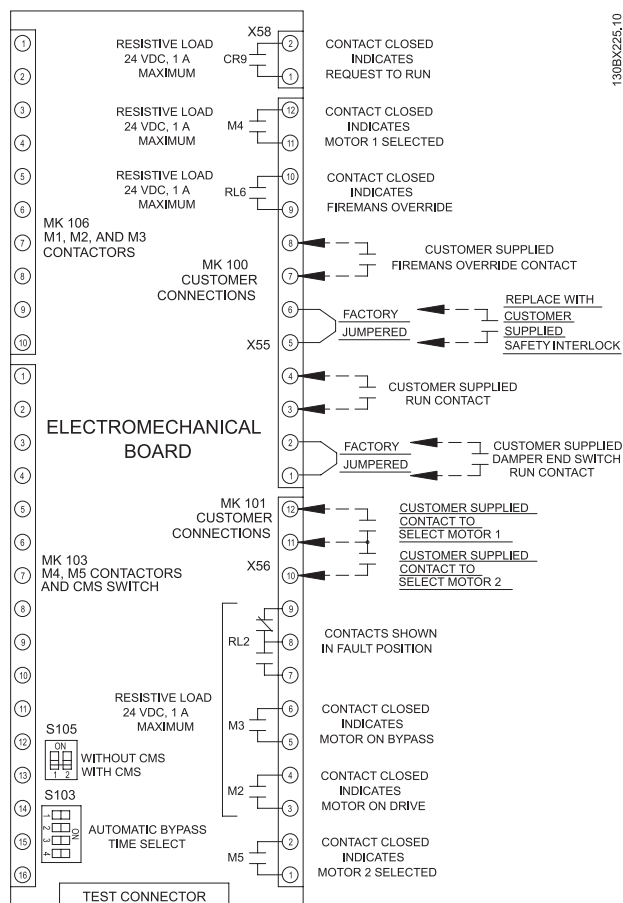 130BX225.10
X58
RESISTIVE LOAD
24 VDC, 1 A
MAXIMUM
CR9
2
1
CONTACT CLOSED
INDICATES
REQUEST TO RUN
RESISTIVE LOAD
24 VDC, 1 A
MAXIMUM
M4
12
11
CONTACT CLOSED
INDICATES
MOTOR 1 SELECTED
RESISTIVE LOAD
24 VDC, 1 A
MAXIMUM
RL6
10
9
CONTACT CLOSED
INDICATES
FIREMANS OVERRIDE
1
2
3
4
5
6
7
8
9
10
MK 106
M1, M2, AND M3
CONTACTORS
MK 100
CUSTOMER
CONNECTIONS
8
7
CUSTOMER SUPPLIED
FIREMANS OVERRIDE CONTACT
X55
6
5
FACTORY
JUMPERED
REPLACE WITH
CUSTOMER
SUPPLIED
SAFETY INTERLOCK
4
3
CUSTOMER SUPPLIED
RUN CONTACT
ELECTROMECHANICAL
BOARD
2
1
FACTORY
JUMPERED
CUSTOMER SUPPLIED
DAMPER END SWITCH
RUN CONTACT
1
2
3
4
5
6
7
8
9
10
11
12
13
14
15
16
MK 103
M4, M5 CONTACTORS
AND CMS SWITCH
MK 101
CUSTOMER
CONNECTIONS
X56
12
11
10
CUSTOMER SUPPLIED
CONTACT TO
SELECT MOTOR 1
CUSTOMER SUPPLIED
CONTACT TO
SELECT MOTOR 2
RL2
9
8
7
CONTACTS SHOWN
IN FAULT POSITION
RESISTIVE LOAD
24 VDC, 1 A
MAXIMUM
M3
6
5
CONTACT CLOSED
INDICATES
MOTOR ON BYPASS
M2
4
3
CONTACT CLOSED
INDICATES
MOTOR ON DRIVE
M5
2
1
CONTACT CLOSED
INDICATES
MOTOR 2 SELECTED
S105
ON
1 2
WITHOUT CMS
WITH CMS
S103
1
2
3
4
ON
AUTOMATIC BYPASS
TIME SELECT
TEST CONNECTOR